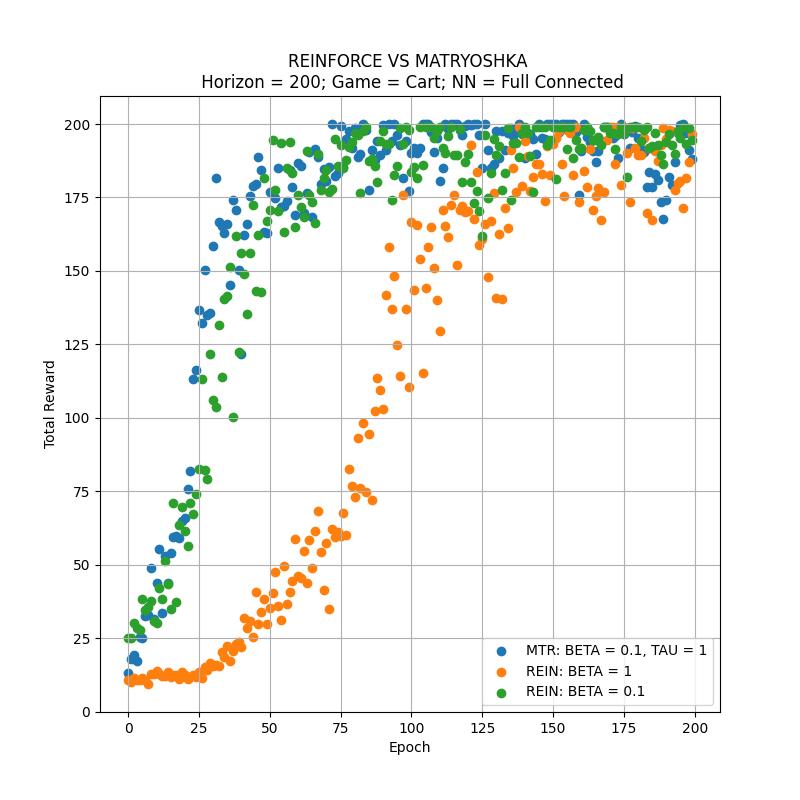 REINFORCE VS MATRYOSHKA
Horizon = 200; Game = Cart; NN = Full Connected
Total Reward
200
175
150
125
100
75
50
25
0
MTR: BETA = 0.1, TAU = 1
REIN: BETA = 1
REIN: BETA = 0.1
0 25 50 75 100 125 150 175 200
Epoch